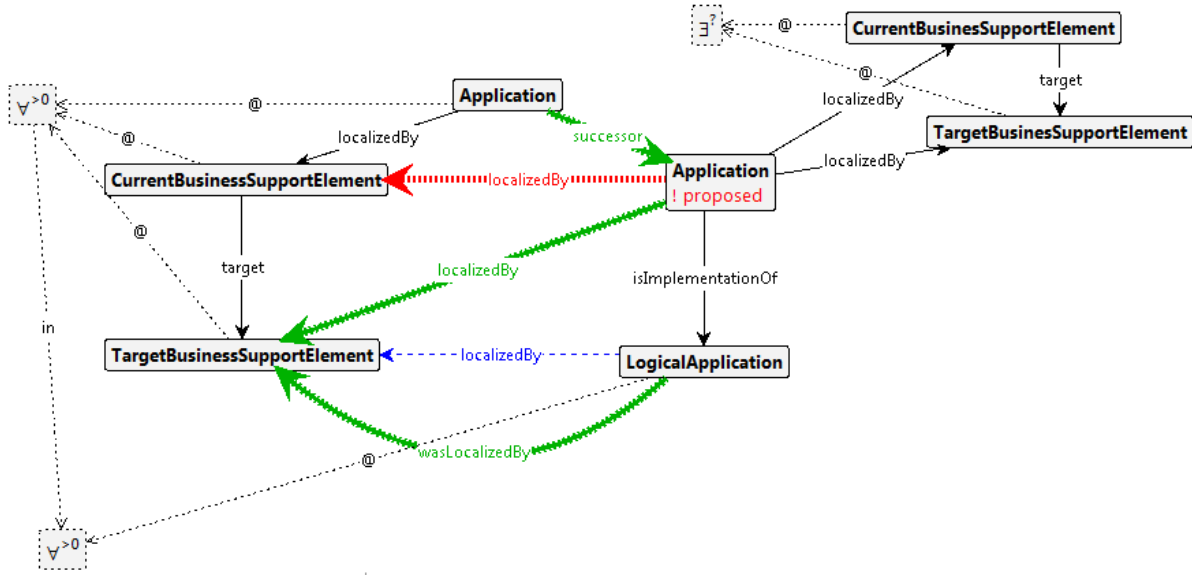 ∃?
@
CurrentBusinesSupportElement
@
target
∀>0
@
Application
localizedBy
localizedBy
successor
TargetBusinesSupportElement
@
localizedBy
CurrentBusinessSupportElement
localizedBy
Application
! proposed
@
target
localizedBy
isImplementationOf
in
TargetBusinessSupportElement
localizedBy
LogicalApplication
wasLocalizedBy
@
∀>0